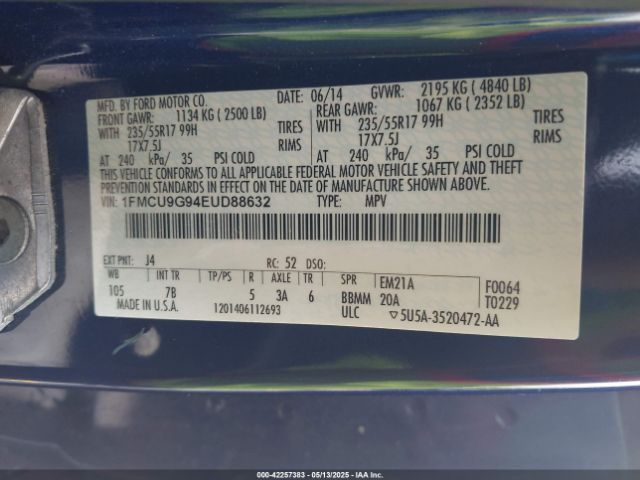 MFD. BY FORD MOTOR CO.
DATE: 06/14 GVWR: 2195 KG ( 4840 LB)
FRONT GAWR: 1134 KG ( 2500 LB) REAR GAWR: 1067 KG ( 2352 LB)
WITH 235/55R17 99H TIRES WITH 235/55R17 99H TIRES
17X7.5J RIMS 17X7.5J RIMS
AT 240 kPa/ 35 PSI COLD AT 240 kPa/ 35 PSI COLD
THIS VEHICLE CONFORMS TO ALL APPLICABLE FEDERAL MOTOR VEHICLE SAFETY AND THEFT
PREVENTION STANDARDS IN EFFECT ON THE DATE OF MANUFACTURE SHOWN ABOVE.
VIN: 1FMCU9G94EUD88632 TYPE: MPV
EXT PNT: J4 RC: 52 DSO:
WB INT TR TP/PS R AXLE TR SPR EM21A F0064
105 7B 5 3A 6 BBMM 20A T0229
MADE IN U.S.A. 1201406112693 ULC ▽5U5A-3520472-AA
000-42257383 - 05/13/2025 - IAAI.COM